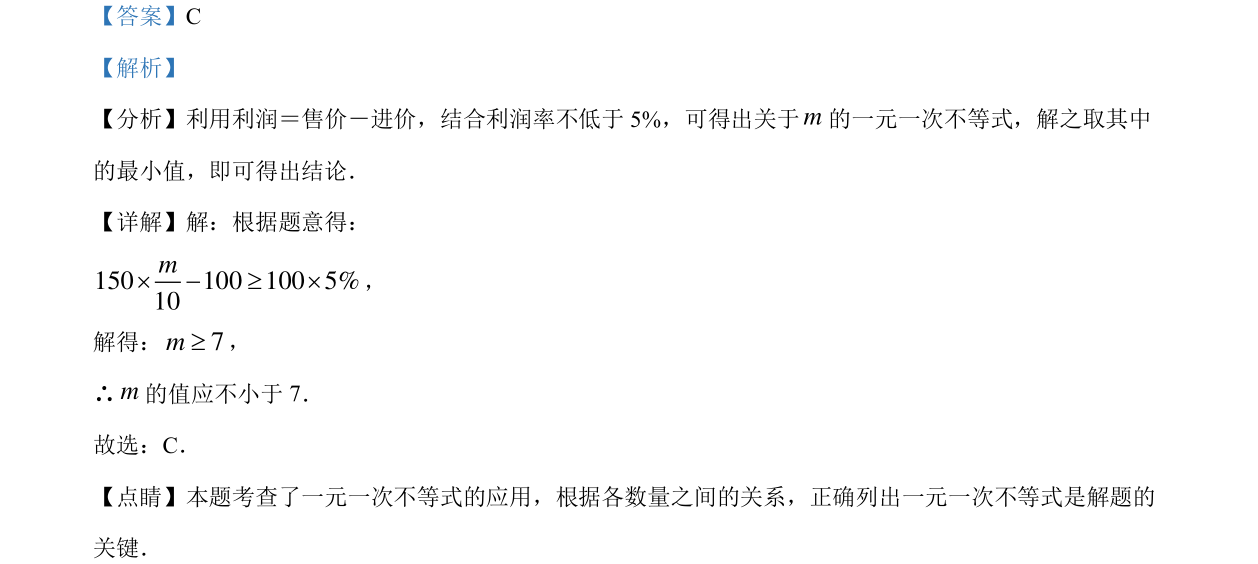 【答案】C
【解析】
【分析】利用利润＝售价－进价，结合利润率不低于 5%，可得出关于 m 的一元一次不等式，解之取其中
的最小值，即可得出结论．
【详解】解：根据题意得：
150×m/10−100≥100×5%，
解得：m≥7，
∴m 的值应不小于 7．
故选：C．
【点睛】本题考查了一元一次不等式的应用，根据各数量之间的关系，正确列出一元一次不等式是解题的
关键．